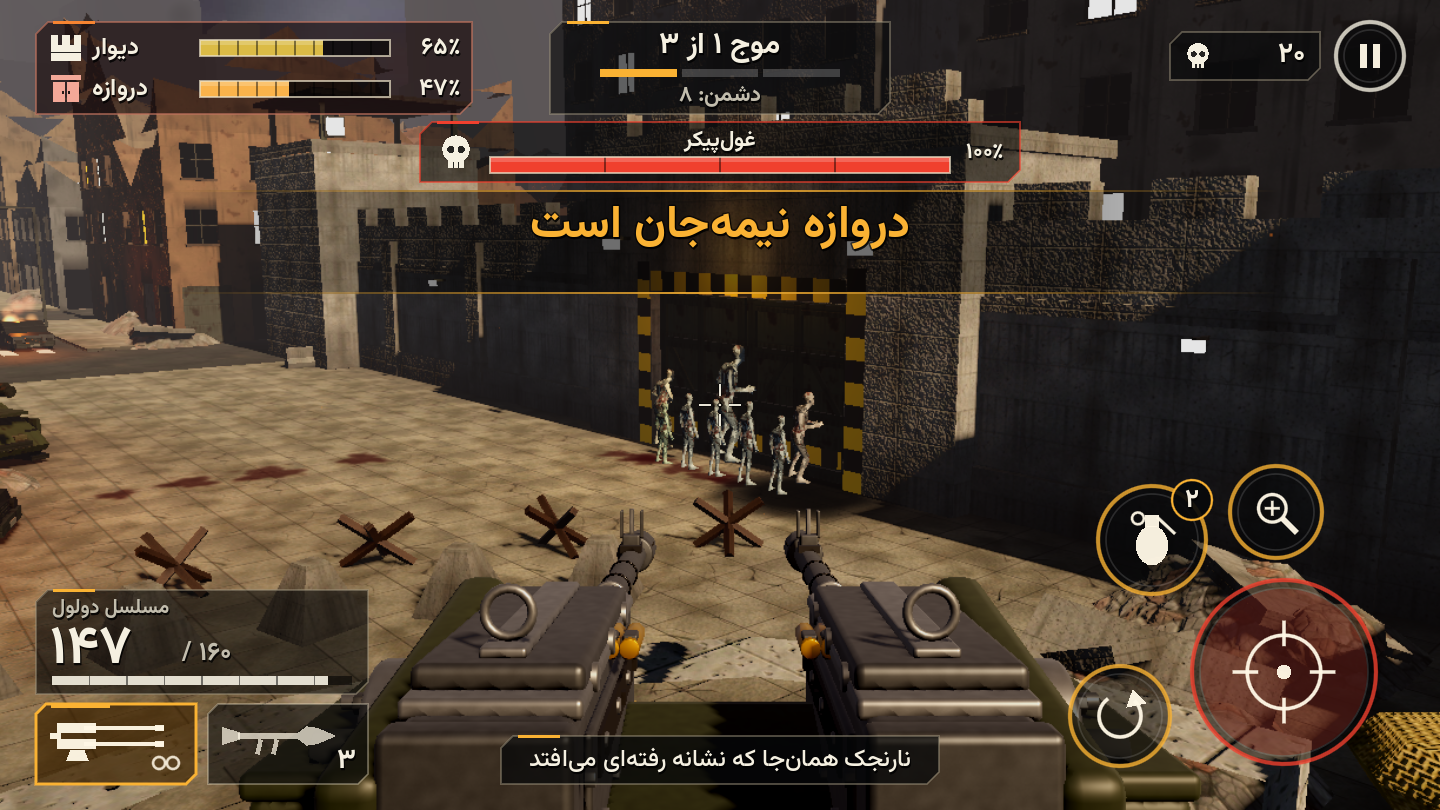 دیوار ۶۵٪
دروازه ۴۷٪
موج ۱ از ۳
دشمن: ۸
۲۰
غول‌پیکر
۱۰۰٪
دروازه نیمه‌جان است
۲
مسلسل دولول
۱۴۷ / ۱۶۰
∞
۳
نارنجک همان‌جا که نشانه رفته‌ای می‌افتد